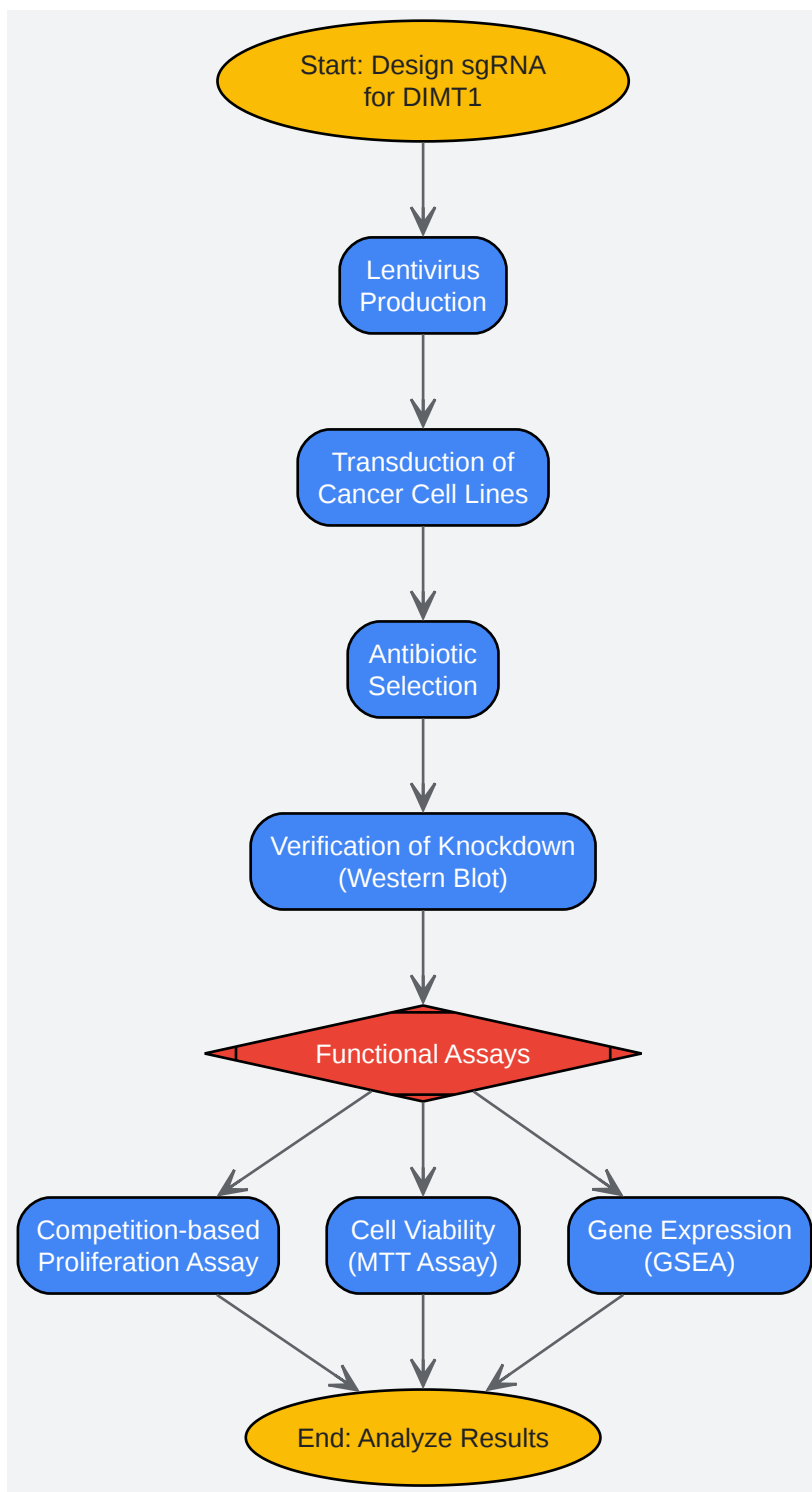 Start: Design sgRNA
for DIMT1
Lentivirus
Production
Transduction of
Cancer Cell Lines
Antibiotic
Selection
Verification of Knockdown
(Western Blot)
Functional Assays
Competition-based
Proliferation Assay
Cell Viability
(MTT Assay)
Gene Expression
(GSEA)
End: Analyze Results